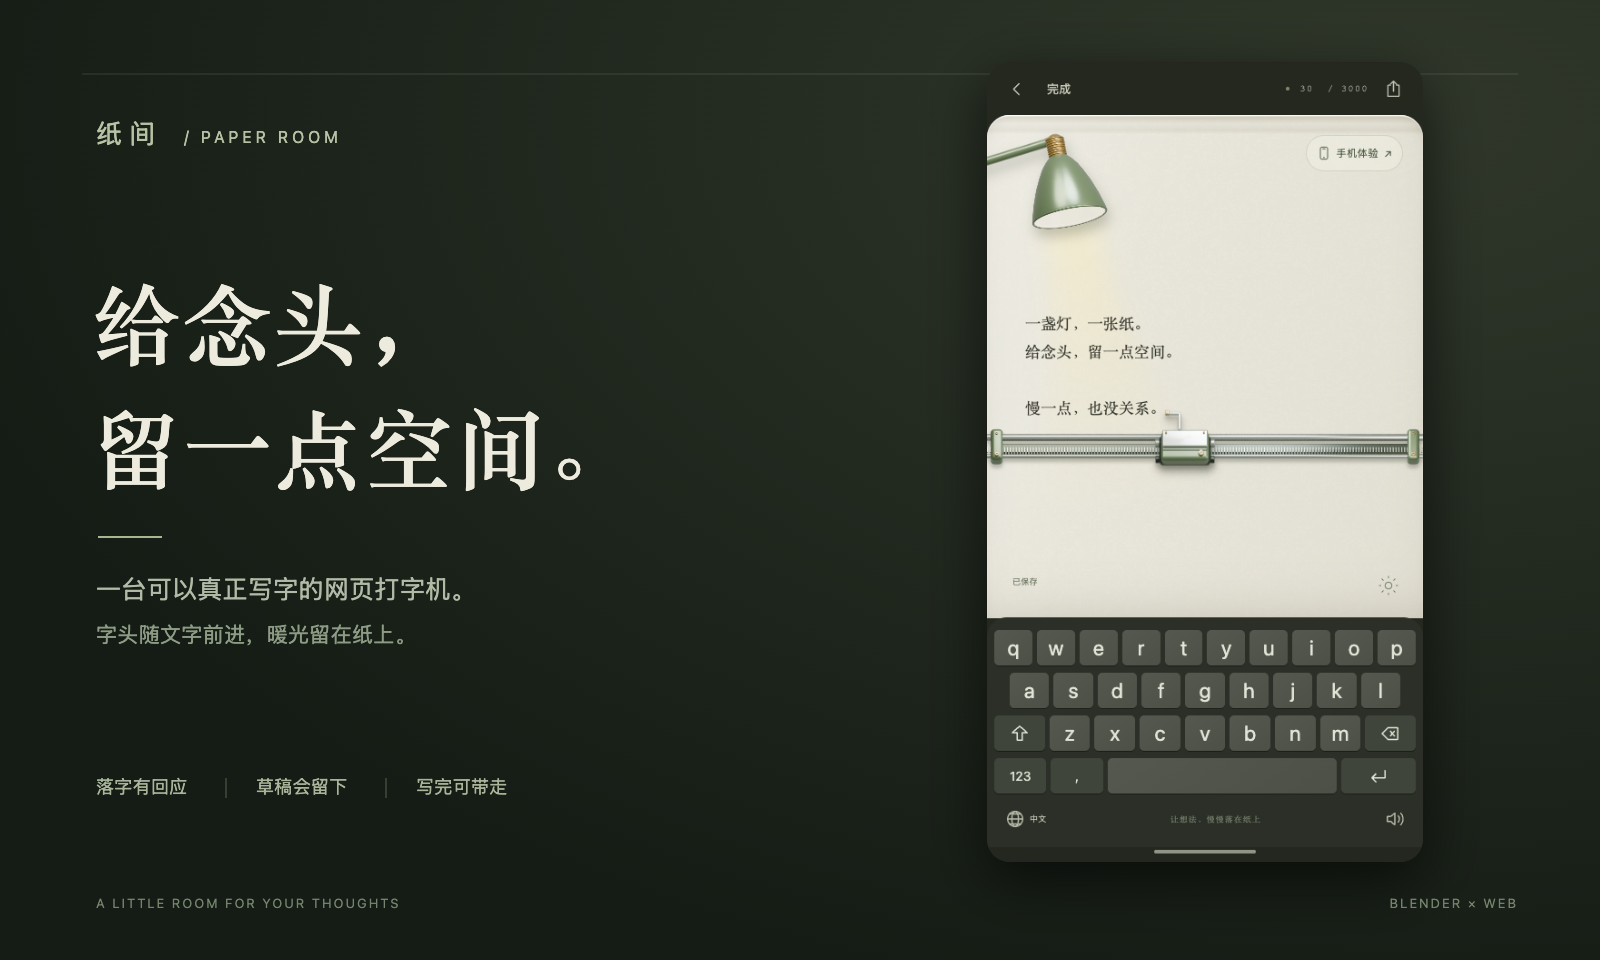 纸间 / PAPER ROOM
给念头，
留一点空间。
一台可以真正写字的网页打字机。
字头随文字前进，暖光留在纸上。
落字有回应 | 草稿会留下 | 写完可带走
A LITTLE ROOM FOR YOUR THOUGHTS
完成
30 / 3000
手机体验 ↗
一盏灯，一张纸。
给念头，留一点空间。
慢一点，也没关系。
已保存
q w e r t y u i o p
a s d f g h j k l
z x c v b n m
123 ,
中文
让想法，慢慢落在纸上
BLENDER × WEB